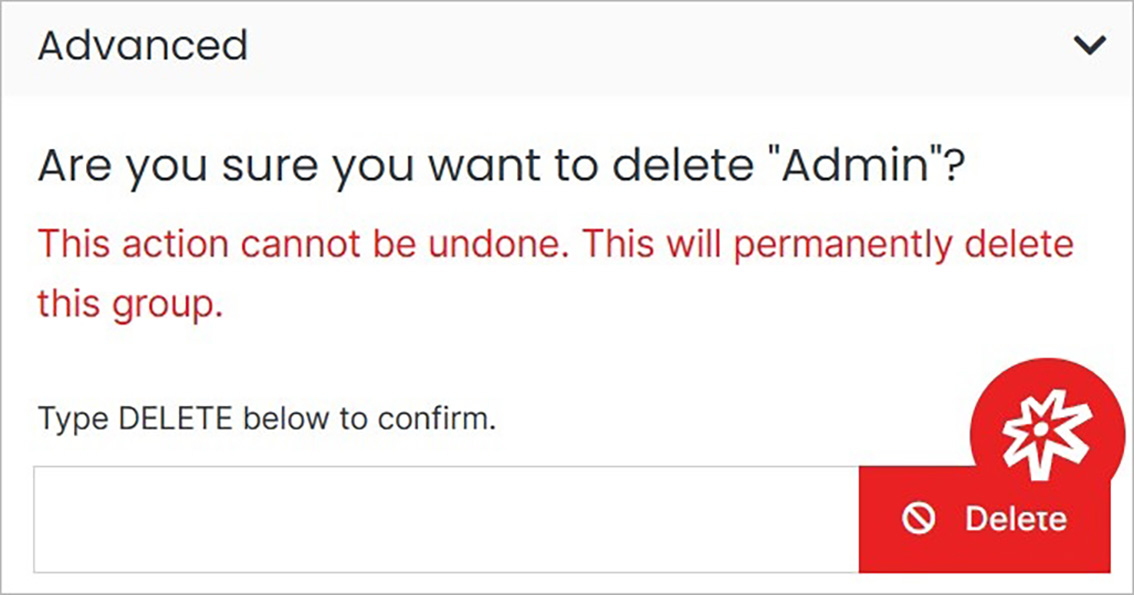 Advanced
Are you sure you want to delete "Admin"?
This action cannot be undone. This will permanently delete
this group.
Type DELETE below to confirm.
Delete